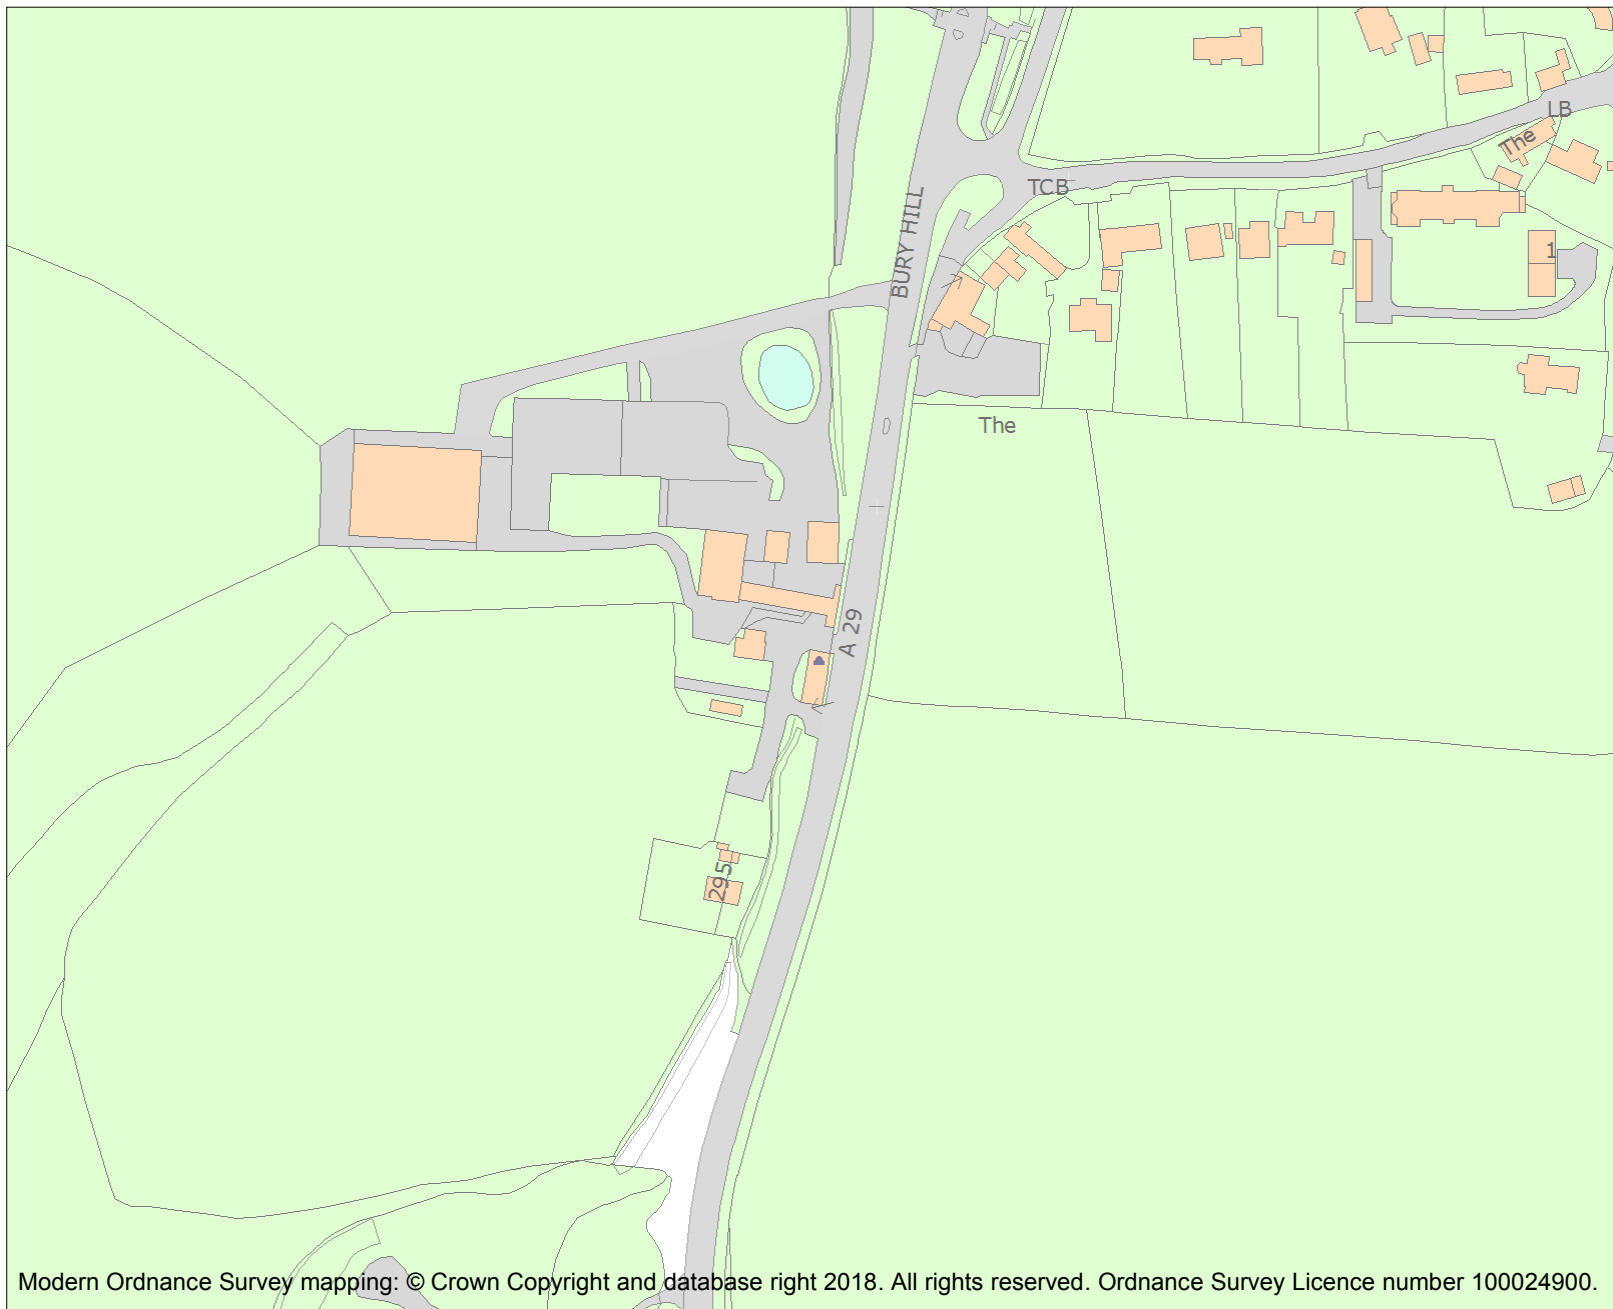 LB
The
TCB
BURY HILL
1
The
A 29
295
Modern Ordnance Survey mapping: © Crown Copyright and database right 2018. All rights reserved. Ordnance Survey Licence number 100024900.